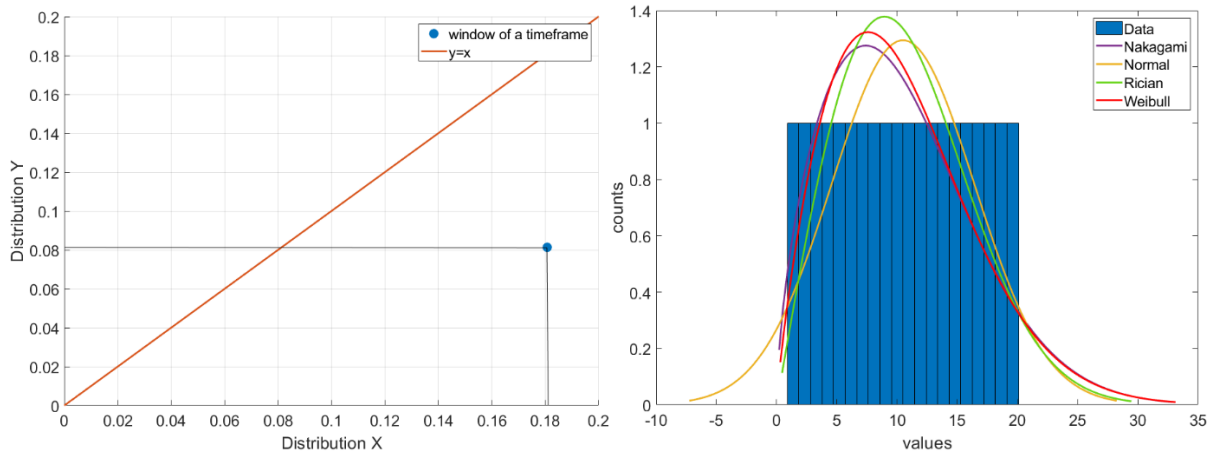 0.2
0.18
0.16
0.14
0.12
0.1
0.08
0.06
0.04
0.02
0
Distribution Y
0 0.02 0.04 0.06 0.08 0.1 0.12 0.14 0.16 0.18 0.2
Distribution X
window of a timeframe
y=x
1.4
1.2
1
0.8
0.6
0.4
0.2
0
counts
-10 -5 0 5 10 15 20 25 30 35
values
Data
Nakagami
Normal
Rician
Weibull